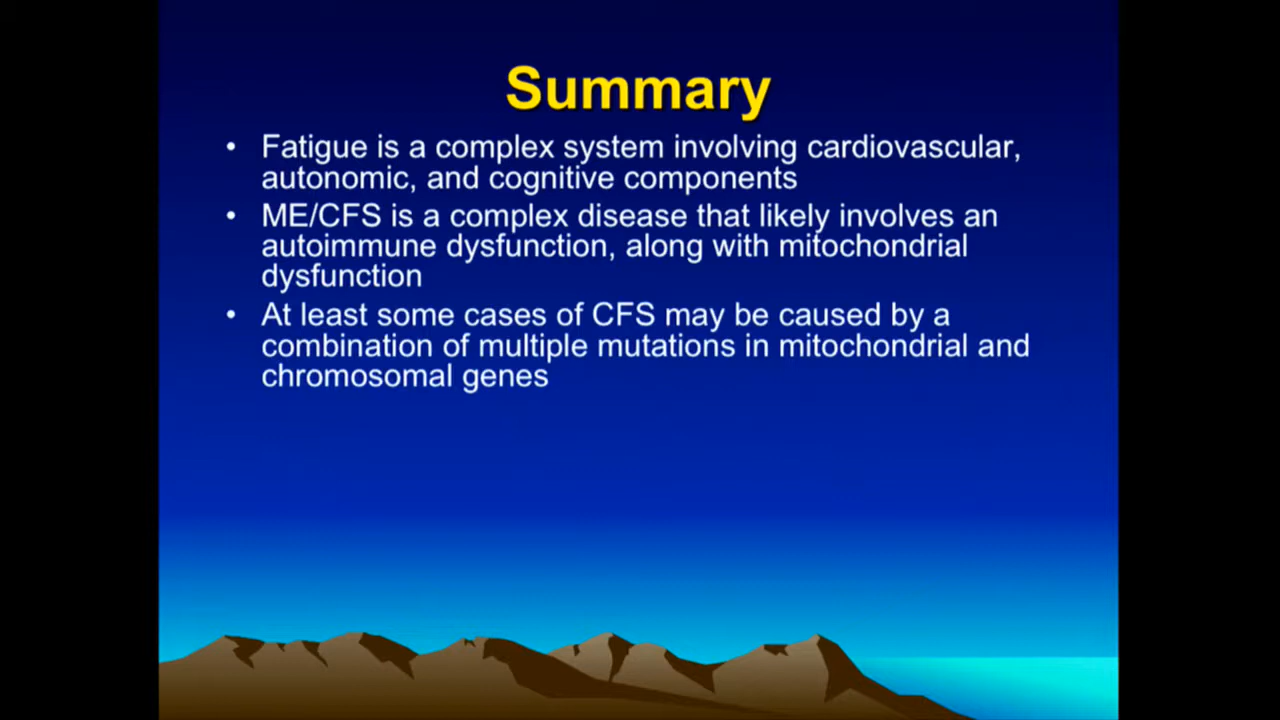 Summary
• Fatigue is a complex system involving cardiovascular,
autonomic, and cognitive components
• ME/CFS is a complex disease that likely involves an
autoimmune dysfunction, along with mitochondrial
dysfunction
• At least some cases of CFS may be caused by a
combination of multiple mutations in mitochondrial and
chromosomal genes